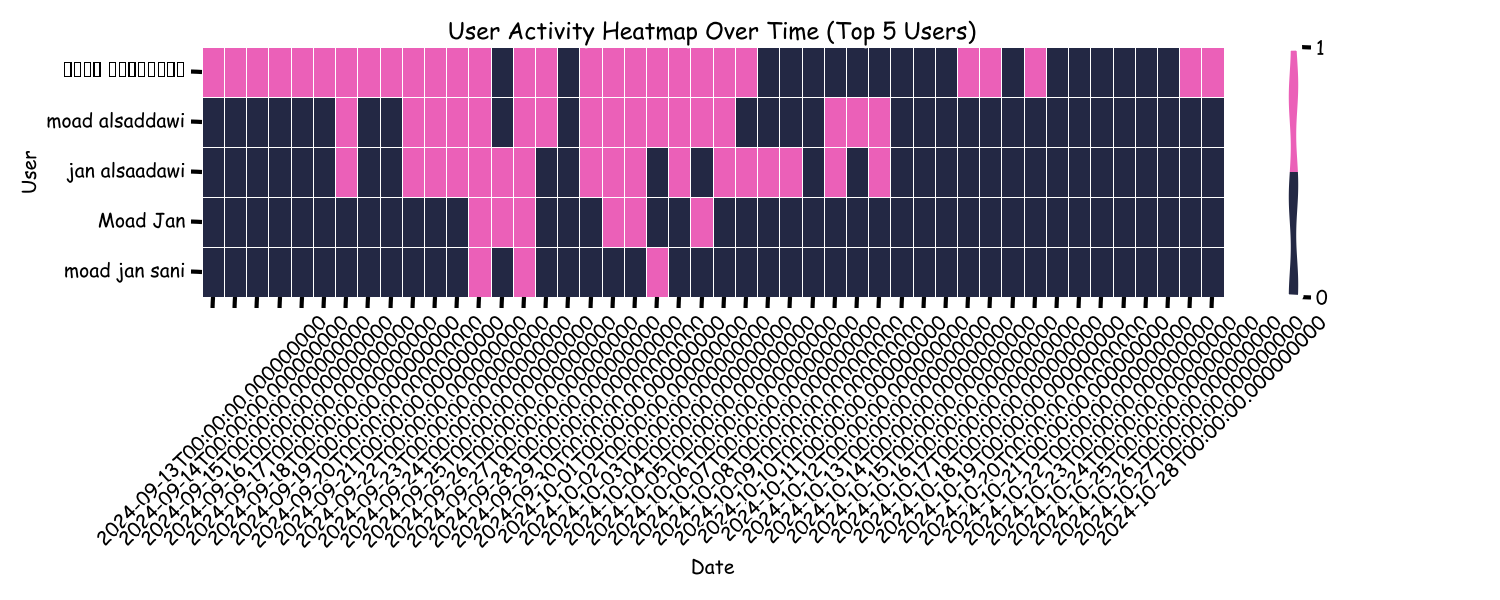 User Activity Heatmap Over Time (Top 5 Users)
User
moad alsaddawi
jan alsaadawi
Moad Jan
moad jan sani
1
0
2024-09-13T00:00:00.000000000
2024-09-14T00:00:00.000000000
2024-09-15T00:00:00.000000000
2024-09-16T00:00:00.000000000
2024-09-17T00:00:00.000000000
2024-09-18T00:00:00.000000000
2024-09-19T00:00:00.000000000
2024-09-20T00:00:00.000000000
2024-09-21T00:00:00.000000000
2024-09-22T00:00:00.000000000
2024-09-23T00:00:00.000000000
2024-09-24T00:00:00.000000000
2024-09-25T00:00:00.000000000
2024-09-26T00:00:00.000000000
2024-09-27T00:00:00.000000000
2024-09-28T00:00:00.000000000
2024-09-29T00:00:00.000000000
2024-09-30T00:00:00.000000000
2024-10-01T00:00:00.000000000
2024-10-02T00:00:00.000000000
2024-10-03T00:00:00.000000000
2024-10-04T00:00:00.000000000
2024-10-05T00:00:00.000000000
2024-10-06T00:00:00.000000000
2024-10-07T00:00:00.000000000
2024-10-08T00:00:00.000000000
2024-10-09T00:00:00.000000000
2024-10-10T00:00:00.000000000
2024-10-11T00:00:00.000000000
2024-10-12T00:00:00.000000000
2024-10-13T00:00:00.000000000
2024-10-14T00:00:00.000000000
2024-10-15T00:00:00.000000000
2024-10-16T00:00:00.000000000
2024-10-17T00:00:00.000000000
2024-10-18T00:00:00.000000000
2024-10-19T00:00:00.000000000
2024-10-20T00:00:00.000000000
2024-10-21T00:00:00.000000000
2024-10-22T00:00:00.000000000
2024-10-23T00:00:00.000000000
2024-10-24T00:00:00.000000000
2024-10-25T00:00:00.000000000
2024-10-26T00:00:00.000000000
2024-10-27T00:00:00.000000000
2024-10-28T00:00:00.000000000
Date